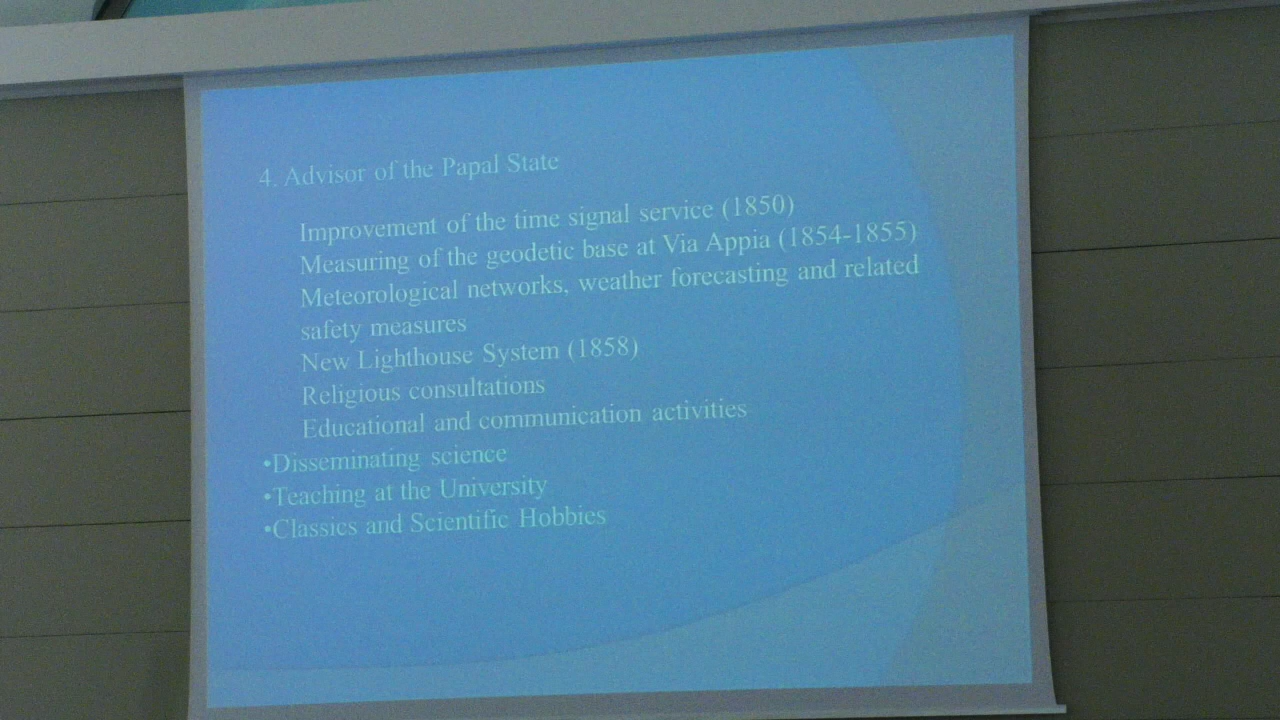 4. Advisor of the Papal State
Improvement of the time signal service (1850)
Measuring of the geodetic base at Via Appia (1854-1855)
Meteorological networks, weather forecasting and related
safety measures
New Lighthouse System (1858)
Religious consultations
Educational and communication activities
•Disseminating science
•Teaching at the University
•Classics and Scientific Hobbies